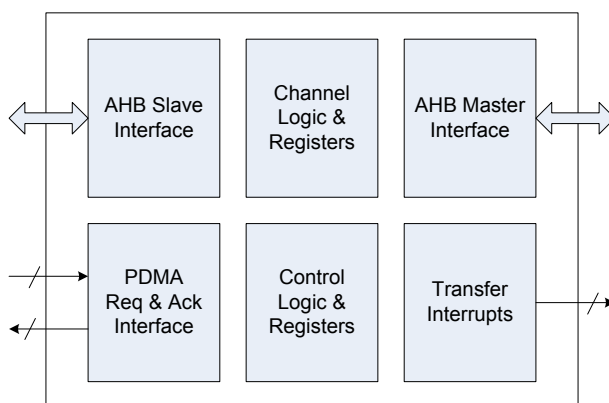 AHB Slave
Interface
Channel
Logic &
Registers
AHB Master
Interface
PDMA
Req & Ack
Interface
Control
Logic &
Registers
Transfer
Interrupts